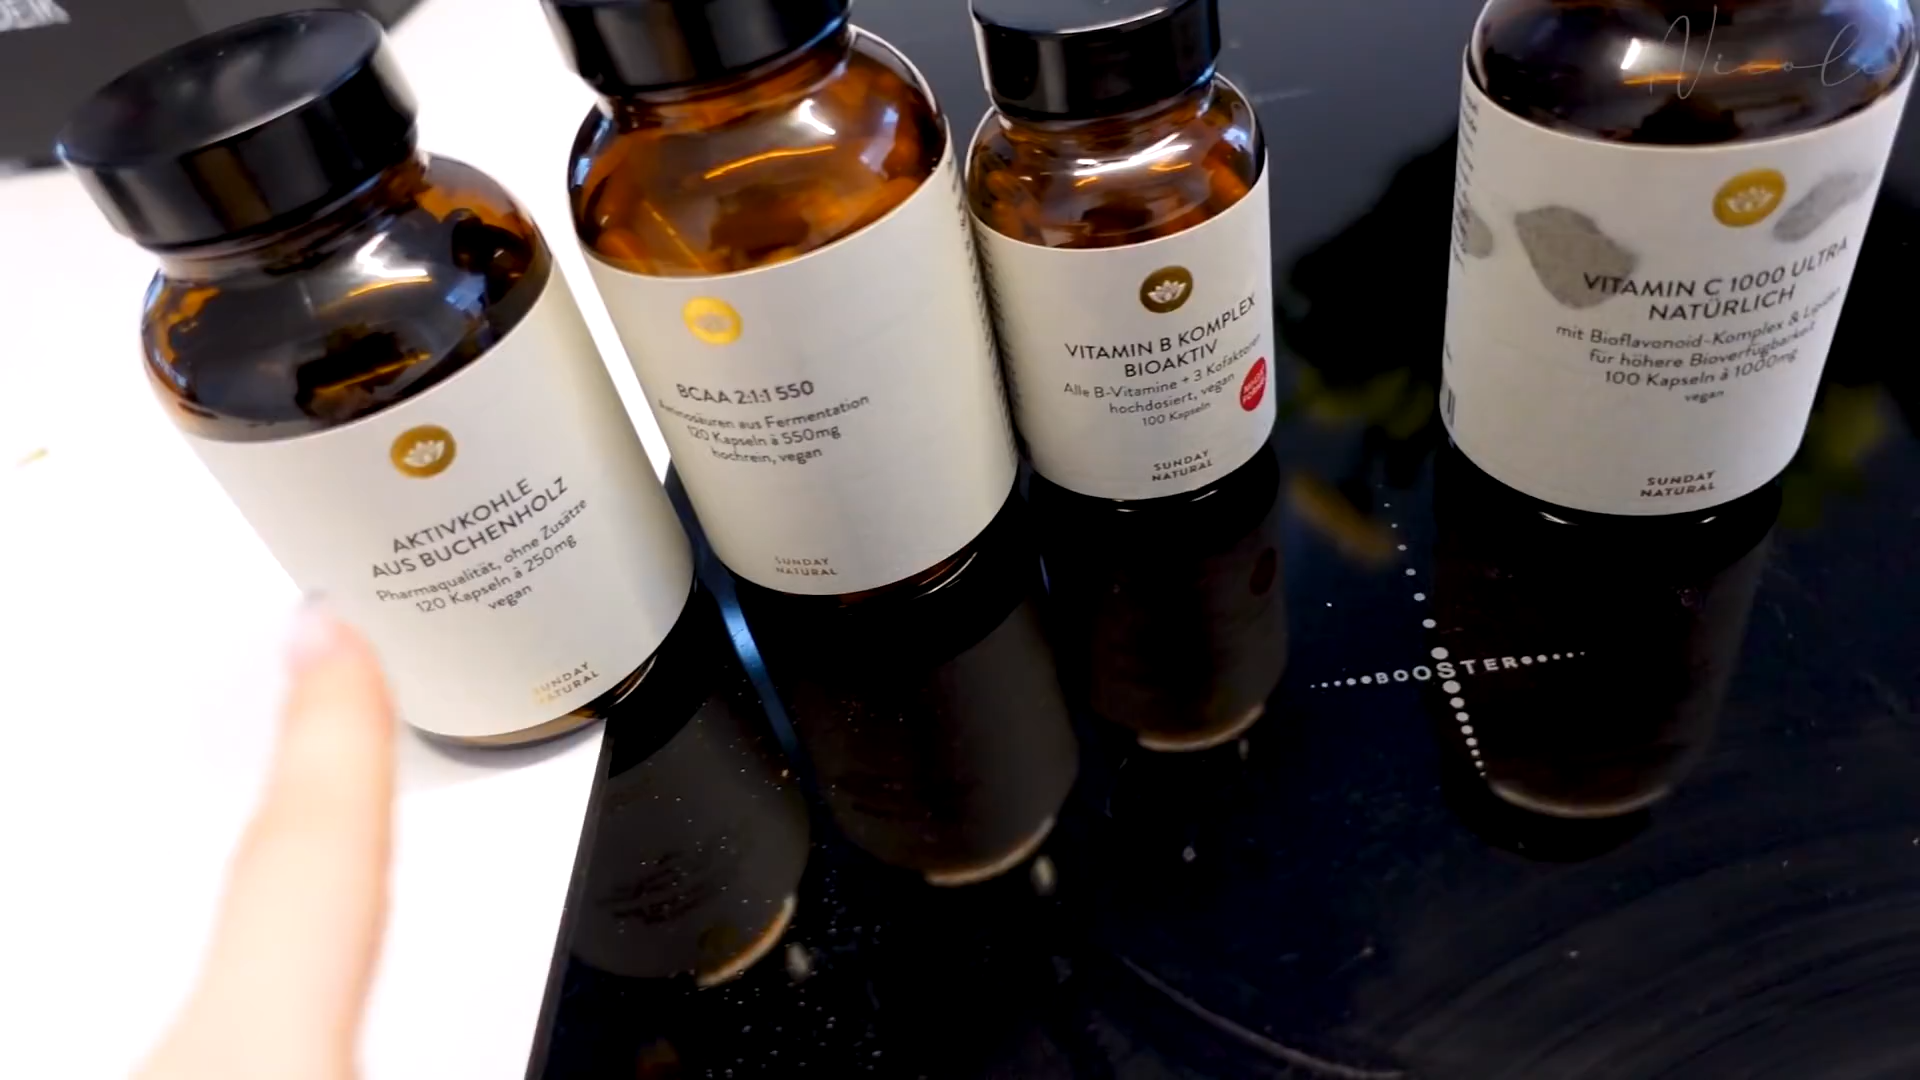 AKTIVKOHLE
AUS BUCHENHOLZ
Pharmaqualität, ohne Zusätze
120 Kapseln à 250mg
vegan
SUNDAY
NATURAL
BCAA 2:1:1 550
Aminosäuren aus Fermentation
120 Kapseln à 550mg
hochrein, vegan
SUNDAY
NATURAL
VITAMIN B KOMPLEX
BIOAKTIV
Alle B-Vitamine + 3 Kofaktoren
hochdosiert, vegan
100 Kapseln
SUNDAY
NATURAL
VITAMIN C 1000 ULTRA
NATÜRLICH
mit Bioflavonoid-Komplex &
für höhere Bioverfügbarkeit
100 Kapseln à 1000mg
vegan
SUNDAY
NATURAL
BOOSTER
Nicole